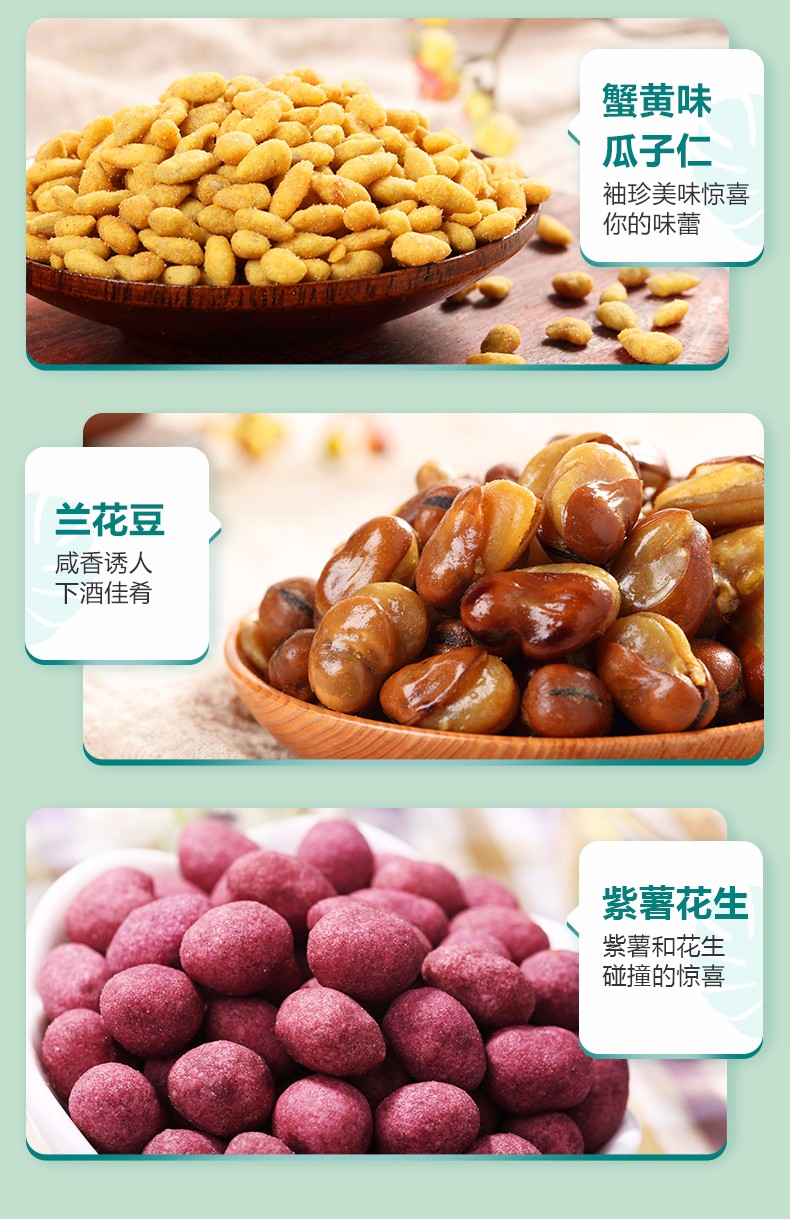 蟹黄味
瓜子仁
袖珍美味惊喜
你的味蕾
兰花豆
咸香诱人
下酒佳肴
紫薯花生
紫薯和花生
碰撞的惊喜